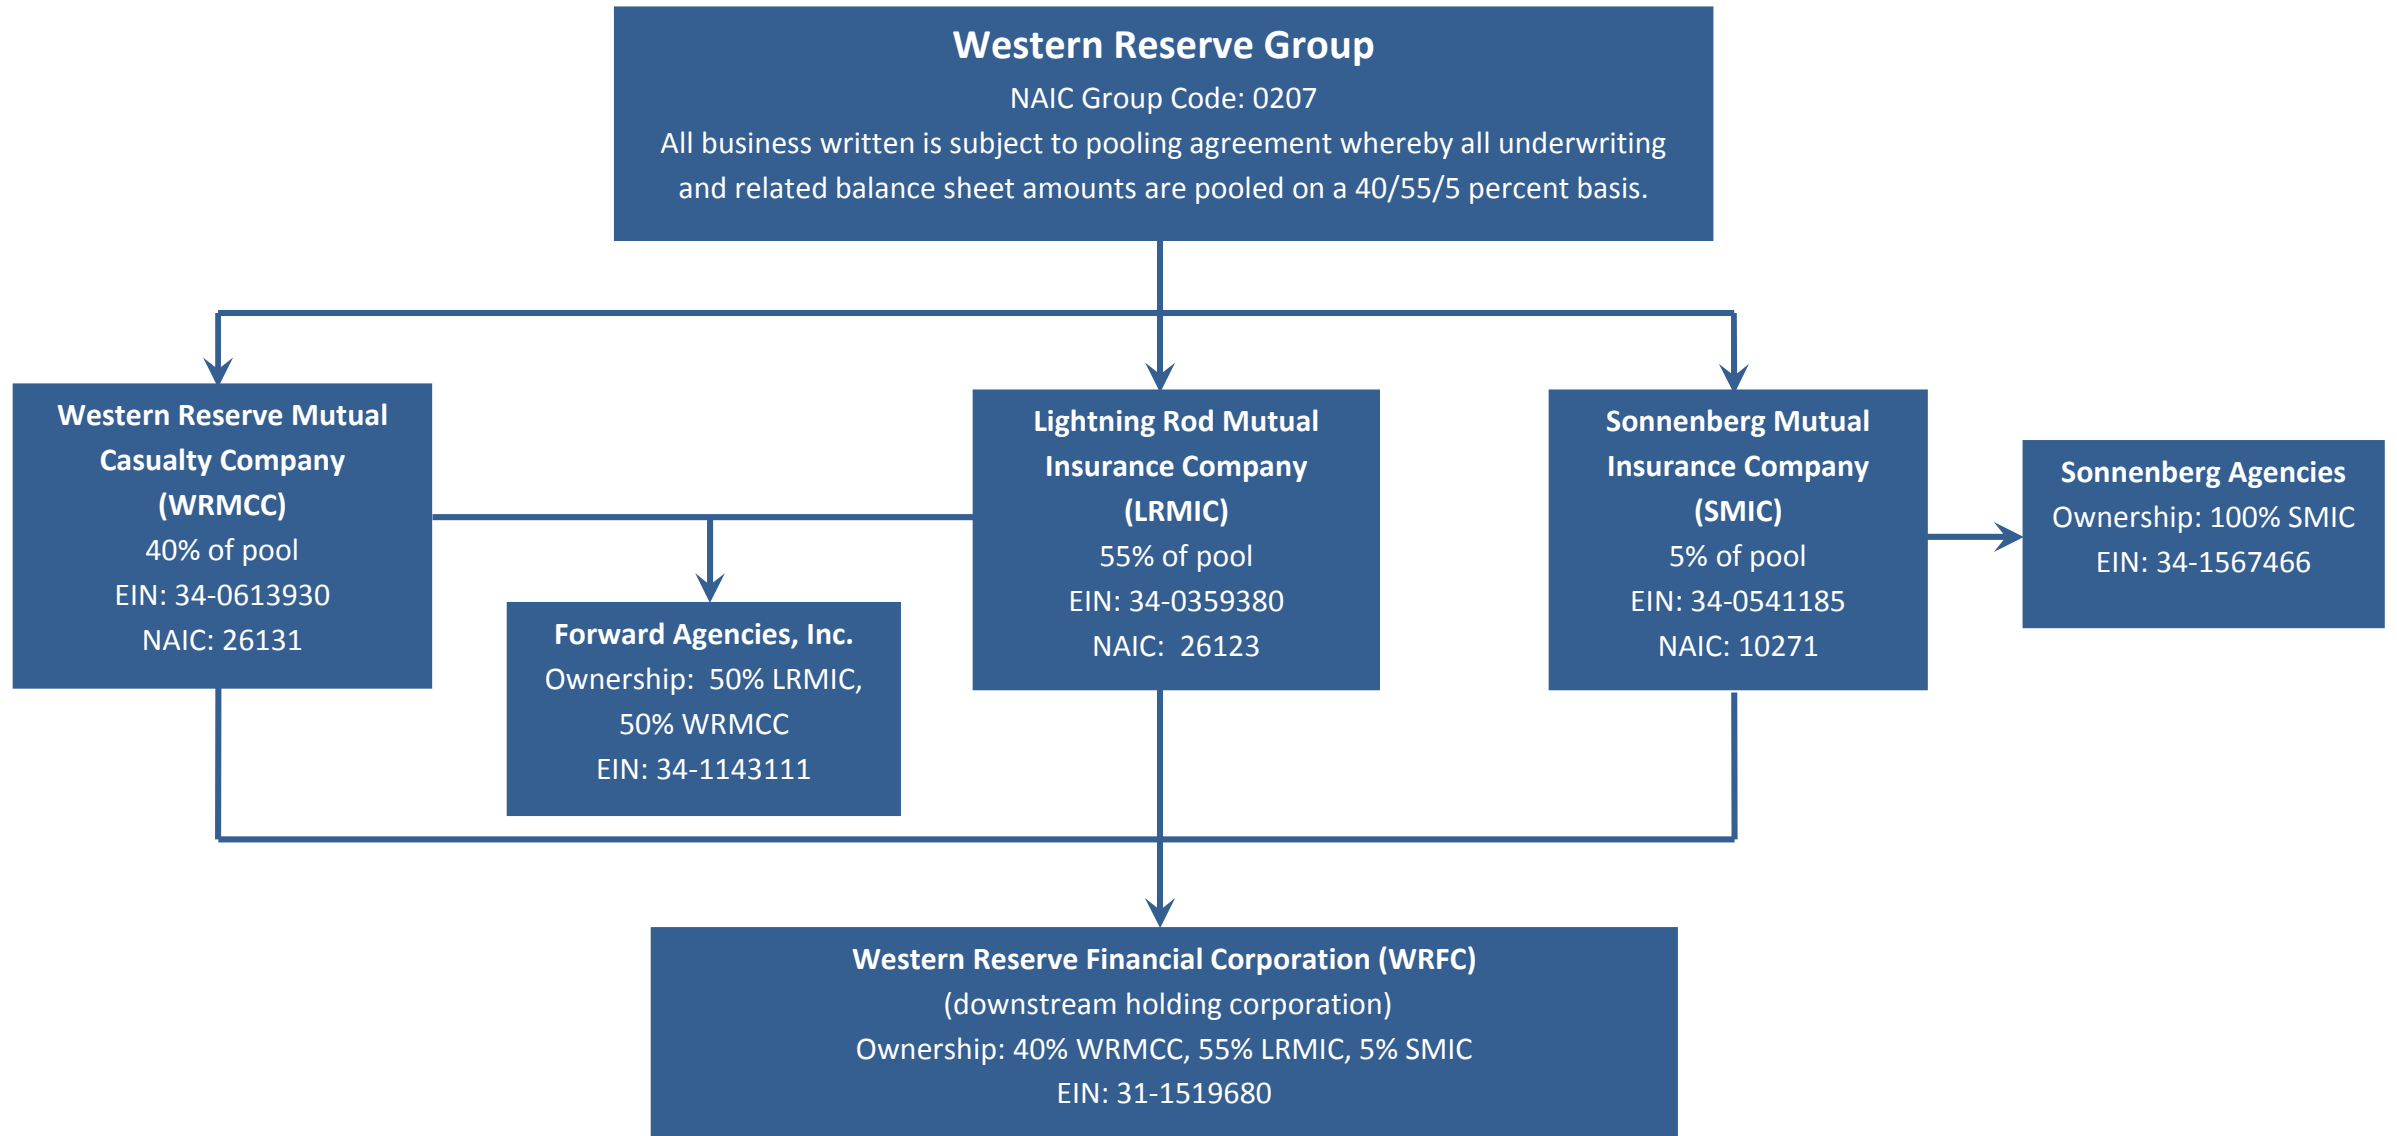 Western Reserve Group
NAIC Group Code: 0207
All business written is subject to pooling agreement whereby all underwriting
and related balance sheet amounts are pooled on a 40/55/5 percent basis.
Western Reserve Mutual
Casualty Company
(WRMCC)
40% of pool
EIN: 34-0613930
NAIC: 26131
Forward Agencies, Inc.
Ownership:  50% LRMIC,
50% WRMCC
EIN: 34-1143111
Lightning Rod Mutual
Insurance Company
(LRMIC)
55% of pool
EIN: 34-0359380
NAIC:  26123
Sonnenberg Mutual
Insurance Company
(SMIC)
5% of pool
EIN: 34-0541185
NAIC: 10271
Sonnenberg Agencies
Ownership: 100% SMIC
EIN: 34-1567466
Western Reserve Financial Corporation (WRFC)
(downstream holding corporation)
Ownership: 40% WRMCC, 55% LRMIC, 5% SMIC
EIN: 31-1519680